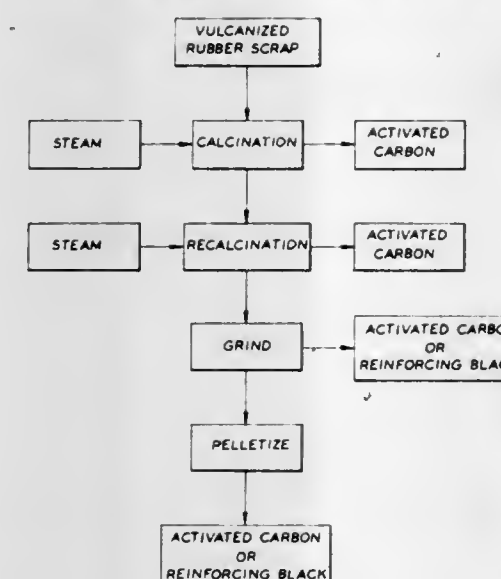 VULCANIZED
RUBBER SCRAP
STEAM
CALCINATION
ACTIVATED
CARBON
STEAM
RECALCINATION
ACTIVATED
CARBON
GRIND
ACTIVATED CARBO
OR
REINFORCING BLAC
PELLETIZE
ACTIVATED CARBON
OR
REINFORCING BLACK